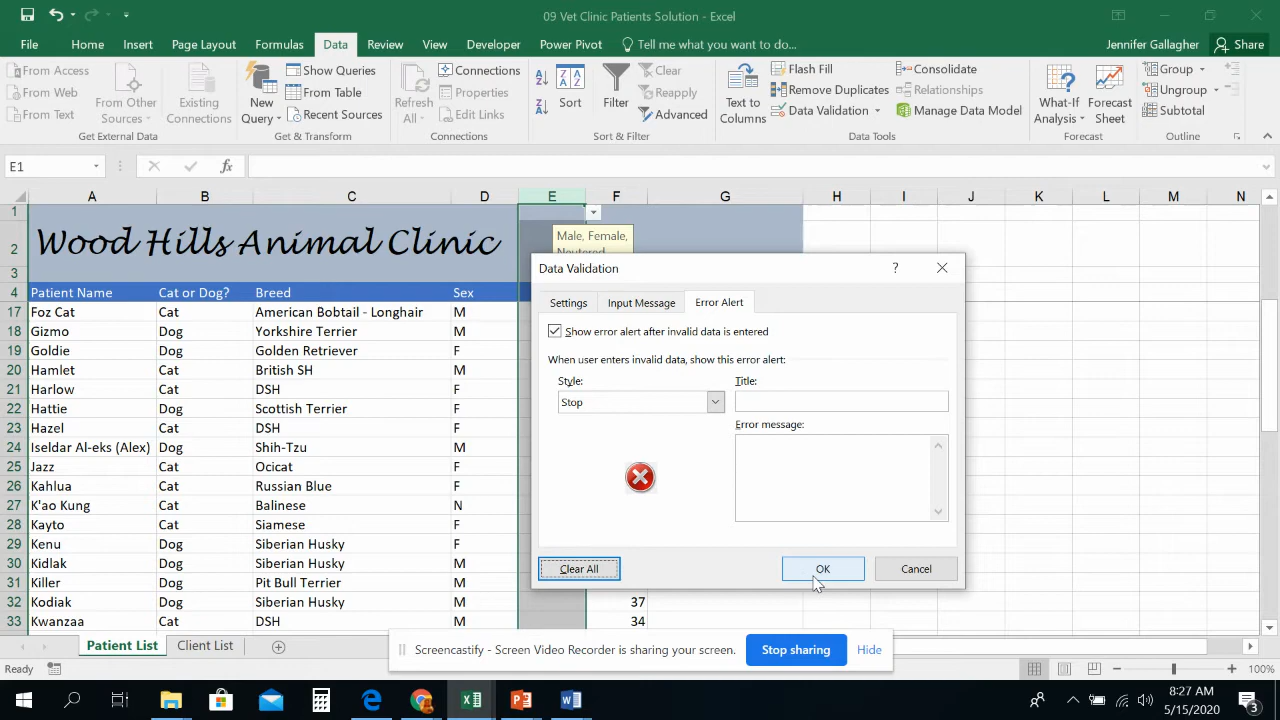 09 Vet Clinic Patients Solution - Excel
File Home Insert Page Layout Formulas Data Review View Developer Power Pivot Tell me what you want to do... Jennifer Gallagher Share
From Access
From Web
From Text
From Other Sources
Existing Connections
Get External Data
New Query
Show Queries
From Table
Recent Sources
Get & Transform
Refresh All
Connections
Properties
Edit Links
Connections
Sort
Filter
Clear
Reapply
Advanced
Sort & Filter
Text to Columns
Flash Fill
Remove Duplicates
Data Validation
Consolidate
Relationships
Manage Data Model
Data Tools
What-If Analysis
Forecast Sheet
Forecast
Group
Ungroup
Subtotal
Outline
E1 fx
A B C D E F G H I J K L M N
1
2 Wood Hills Animal Clinic
3
Male, Female,
Neutered
4 Patient Name Cat or Dog? Breed Sex
17 Foz Cat Cat American Bobtail - Longhair M
18 Gizmo Dog Yorkshire Terrier M
19 Goldie Dog Golden Retriever F
20 Hamlet Cat British SH M
21 Harlow Cat DSH F
22 Hattie Dog Scottish Terrier F
23 Hazel Cat DSH F
24 Iseldar Al-eks (Alex) Dog Shih-Tzu M
25 Jazz Cat Ocicat F
26 Kahlua Cat Russian Blue F
27 K'ao Kung Cat Balinese N
28 Kayto Cat Siamese F
29 Kenu Dog Siberian Husky F
30 Kidlak Dog Siberian Husky M
31 Killer Dog Pit Bull Terrier M
32 Kodiak Dog Siberian Husky M 37
33 Kwanzaa Cat DSH M 34
Data Validation ?
Settings Input Message Error Alert
Show error alert after invalid data is entered
When user enters invalid data, show this error alert:
Style: Title:
Stop
Error message:
Clear All OK Cancel
Patient List Client List
Screencastify - Screen Video Recorder is sharing your screen. Stop sharing Hide
Ready 100%
8:27 AM
5/15/2020
3